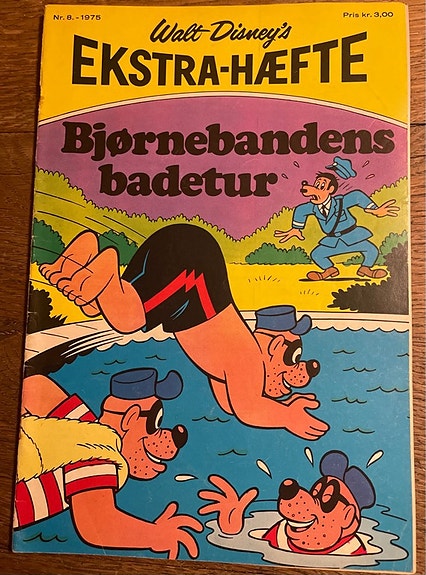 Nr. 8. - 1975
Pris kr. 3,00
Walt Disney's
EKSTRA-HÆFTE
Bjørnebandens
badetur